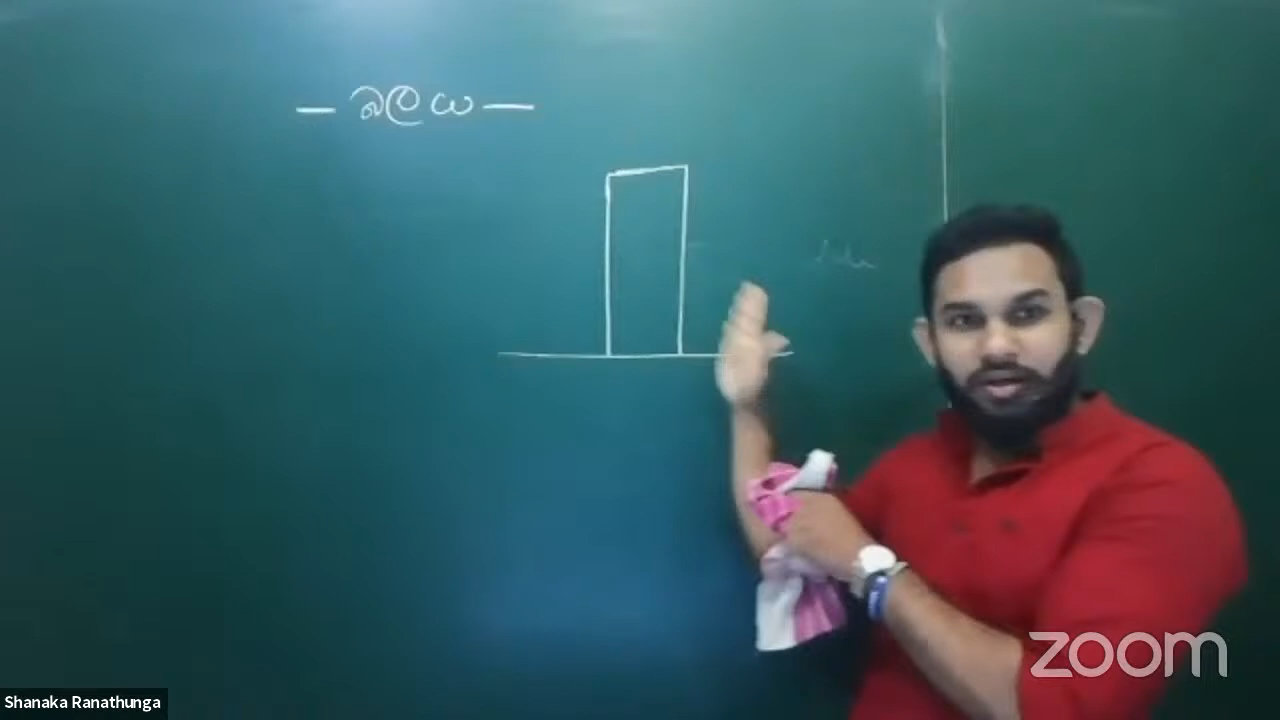 — බලය —
Shanaka Ranathunga
zoom